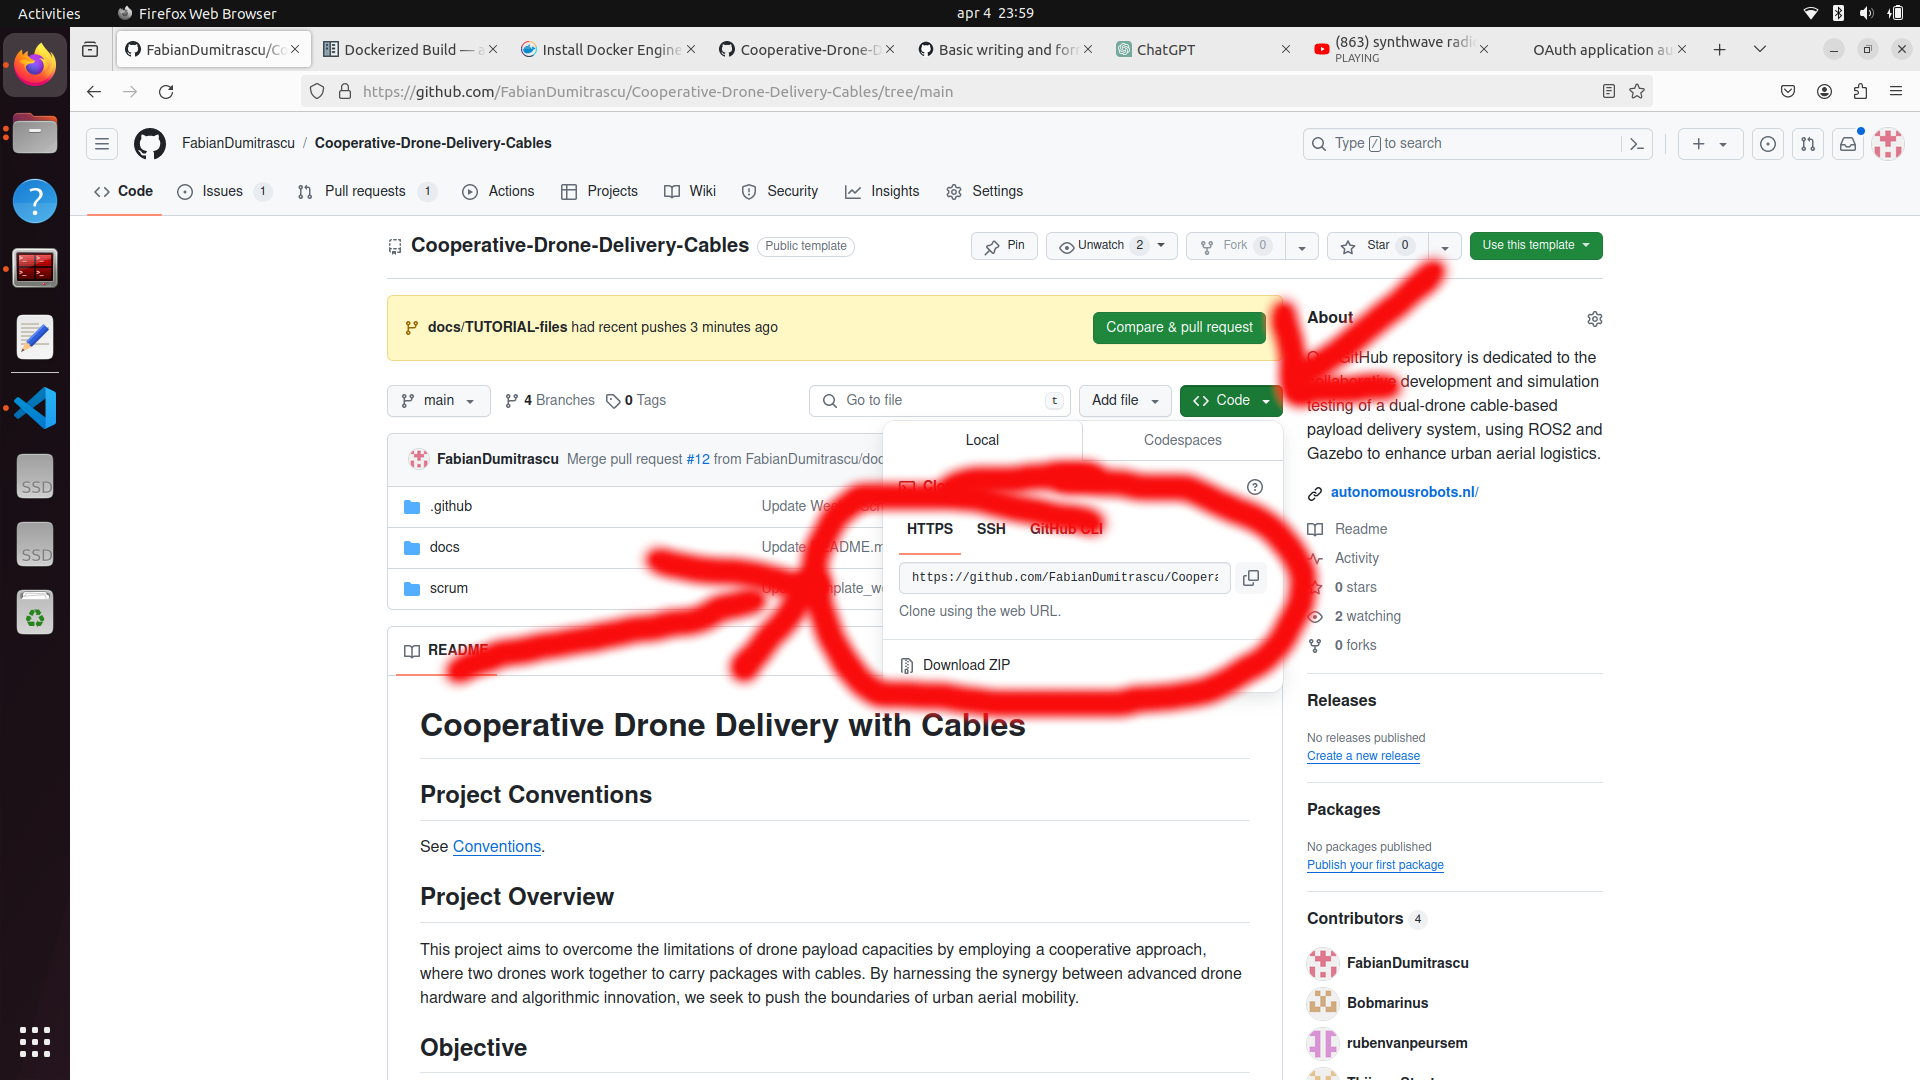 Activities
Firefox Web Browser
apr 4 23:59
FabianDumitrascu/Co
Dockerized Build — a
Install Docker Engine
Cooperative-Drone-D
Basic writing and for
ChatGPT
(863) synthwave radi
PLAYING
OAuth application au
https://github.com/FabianDumitrascu/Cooperative-Drone-Delivery-Cables/tree/main
FabianDumitrascu / Cooperative-Drone-Delivery-Cables
Type / to search
Code
Issues 1
Pull requests 1
Actions
Projects
Wiki
Security
Insights
Settings
Cooperative-Drone-Delivery-Cables
Public template
Pin
Unwatch 2
Fork 0
Star 0
Use this template
docs/TUTORIAL-files had recent pushes 3 minutes ago
Compare & pull request
main
4 Branches
0 Tags
Go to file
t
Add file
Code
FabianDumitrascu Merge pull request #12 from FabianDumitrascu/doc
.github
Update
docs
Update
scrum
Local
Codespaces
HTTPS
SSH
GitHub CLI
https://github.com/FabianDumitrascu/Coopera
Clone using the web URL.
Download ZIP
README
Cooperative Drone Delivery with Cables
Project Conventions
See Conventions.
Project Overview
This project aims to overcome the limitations of drone payload capacities by employing a cooperative approach,
where two drones work together to carry packages with cables. By harnessing the synergy between advanced drone
hardware and algorithmic innovation, we seek to push the boundaries of urban aerial mobility.
Objective
About
GitHub repository is dedicated to the
collaborative development and simulation
testing of a dual-drone cable-based
payload delivery system, using ROS2 and
Gazebo to enhance urban aerial logistics.
autonomousrobots.nl/
Readme
Activity
0 stars
2 watching
0 forks
Releases
No releases published
Create a new release
Packages
No packages published
Publish your first package
Contributors 4
FabianDumitrascu
Bobmarinus
rubenvanpeursem
SSD
SSD